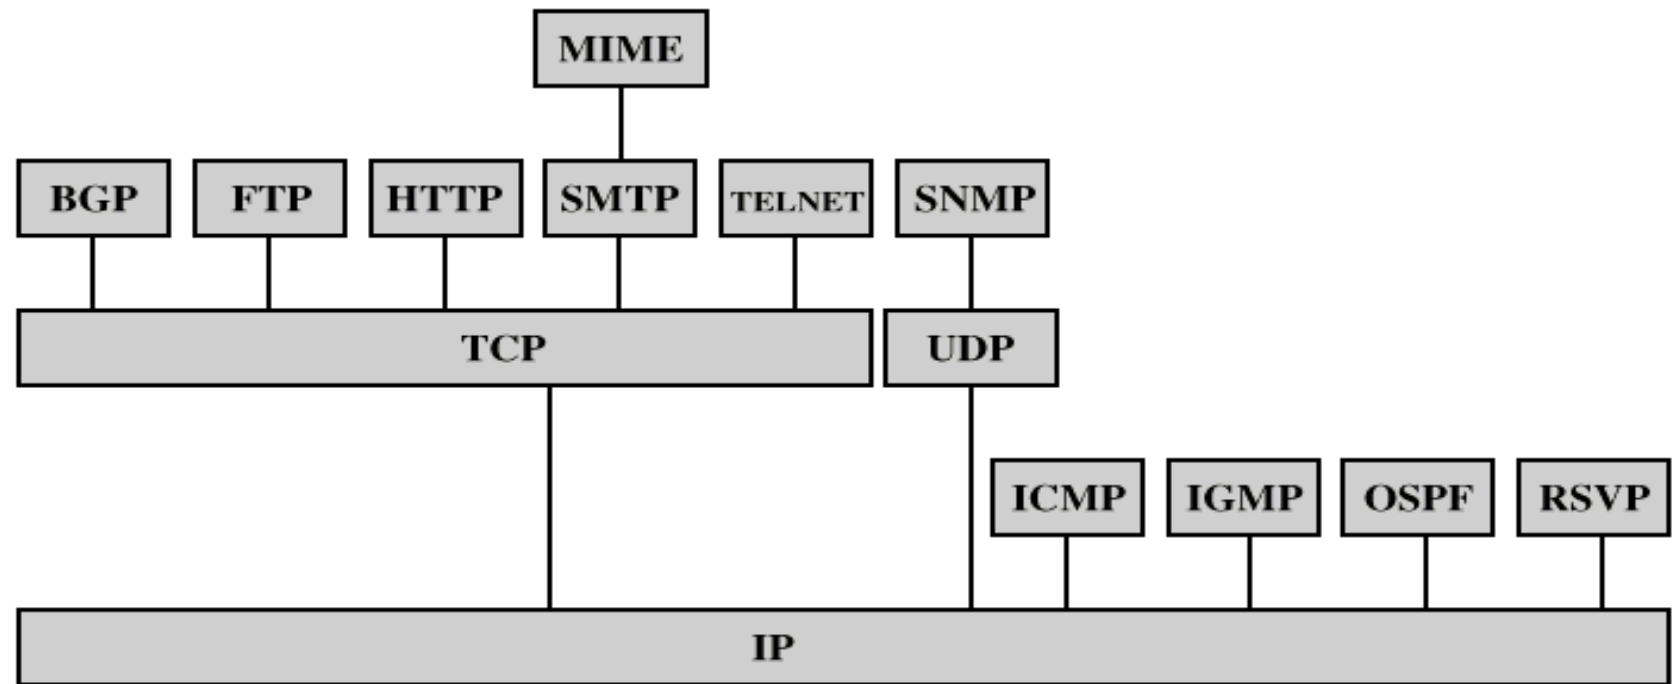 MIME
BGP FTP HTTP SMTP TELNET SNMP
TCP UDP
ICMP IGMP OSPF RSVP
IP